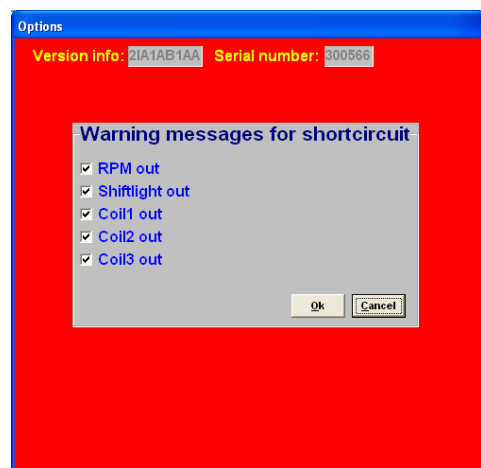 Options
Version info: 2IA1AB1AA Serial number: 300566
Warning messages for shortcircuit
RPM out
Shiftlight out
Coil1 out
Coil2 out
Coil3 out
Ok Cancel